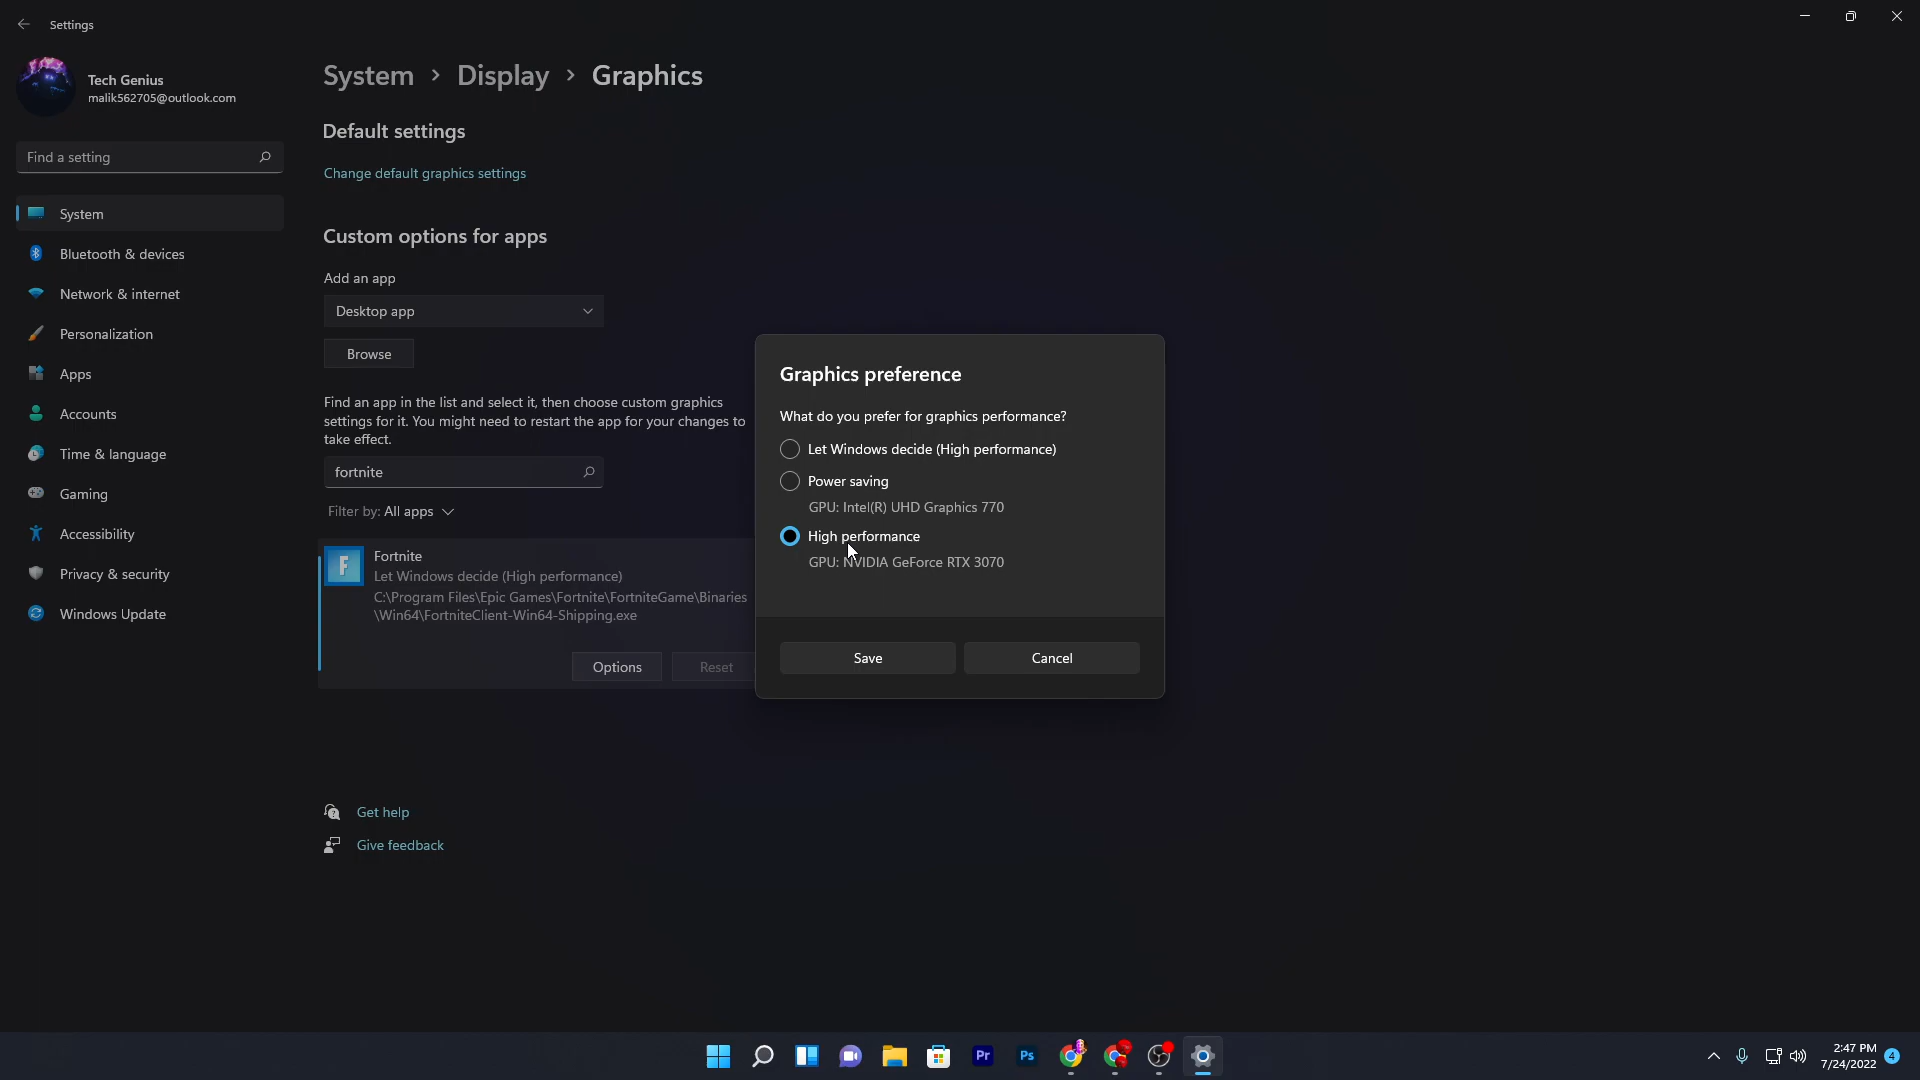 Settings
Tech Genius
malik562705@outlook.com
Find a setting
System
Bluetooth & devices
Network & internet
Personalization
Apps
Accounts
Time & language
Gaming
Accessibility
Privacy & security
Windows Update
System > Display > Graphics
Default settings
Change default graphics settings
Custom options for apps
Add an app
Desktop app
Browse
Find an app in the list and select it, then choose custom graphics
settings for it. You might need to restart the app for your changes to
take effect.
fortnite
Filter by: All apps
F
Fortnite
Let Windows decide (High performance)
C:\Program Files\Epic Games\Fortnite\FortniteGame\Binaries
\Win64\FortniteClient-Win64-Shipping.exe
Options Reset
Get help
Give feedback
Graphics preference
What do you prefer for graphics performance?
Let Windows decide (High performance)
Power saving
GPU: Intel(R) UHD Graphics 770
High performance
GPU: NVIDIA GeForce RTX 3070
Save Cancel
Pr Ps
2:47 PM
7/24/2022
4